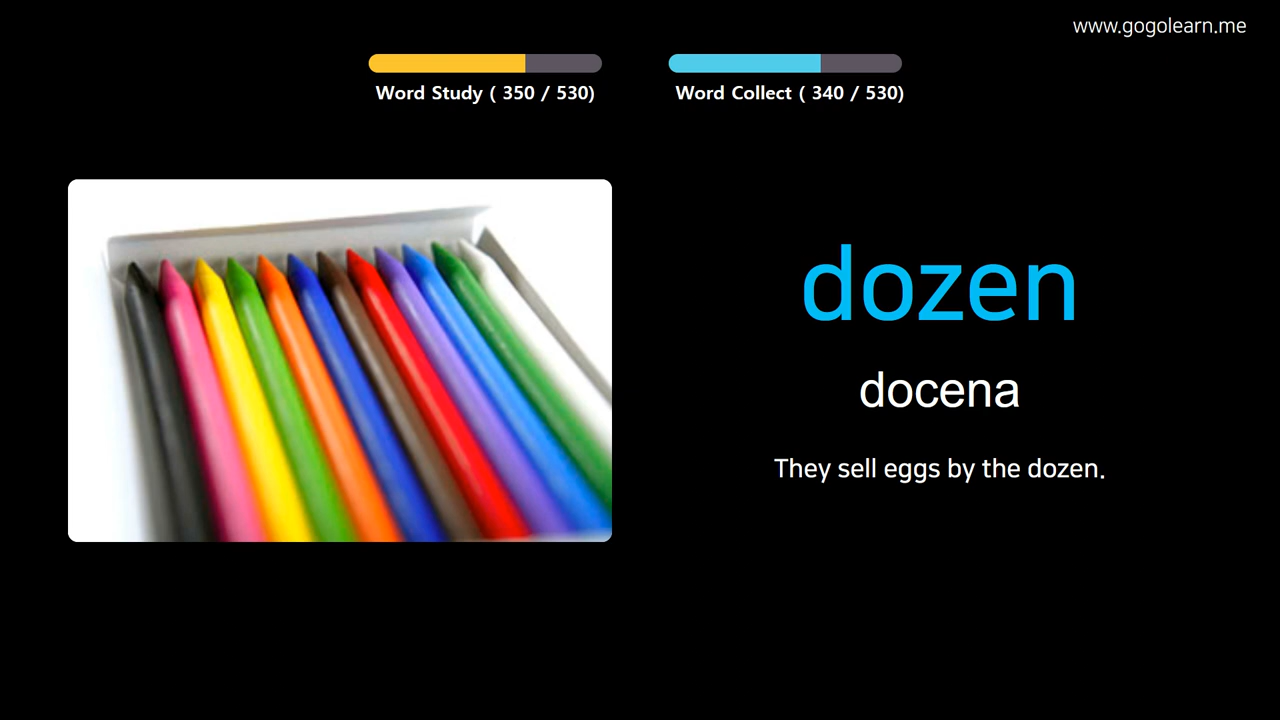 www.gogolearn.me
Word Study ( 350 / 530)
Word Collect ( 340 / 530)
dozen
docena
They sell eggs by the dozen.